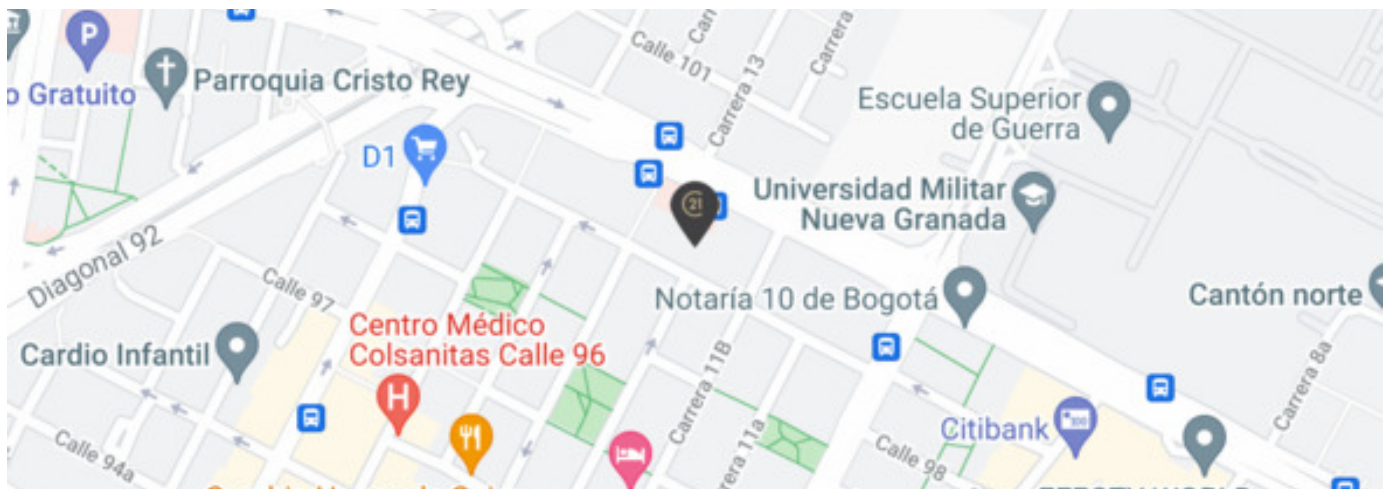 P
o Gratuito
Parroquia Cristo Rey
Calle 101
Carrera 13
Carrera
Escuela Superior
de Guerra
D1
21
Universidad Militar
Nueva Granada
Diagonal 92
Calle 97
Notaría 10 de Bogotá
Cantón norte
Centro Médico
Colsanitas Calle 96
Cardio Infantil
H
Carrera 11B
Carrera 8a
Citibank
Calle 94a
rrera 11a
Calle 98